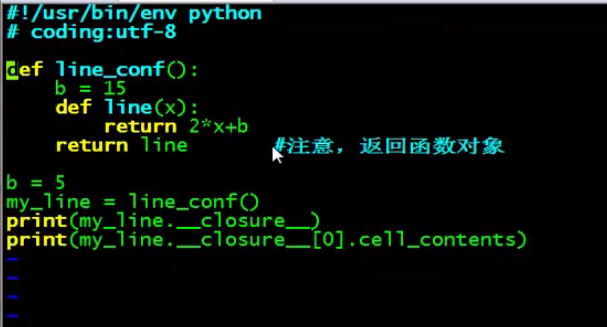 #!/usr/bin/env python
# coding:utf-8
def line_conf():
    b = 15
    def line(x):
        return 2*x+b
    return line        #注意，返回函数对象
b = 5
my_line = line_conf()
print(my_line.__closure__)
print(my_line.__closure__[0].cell_contents)
~
~
~
~